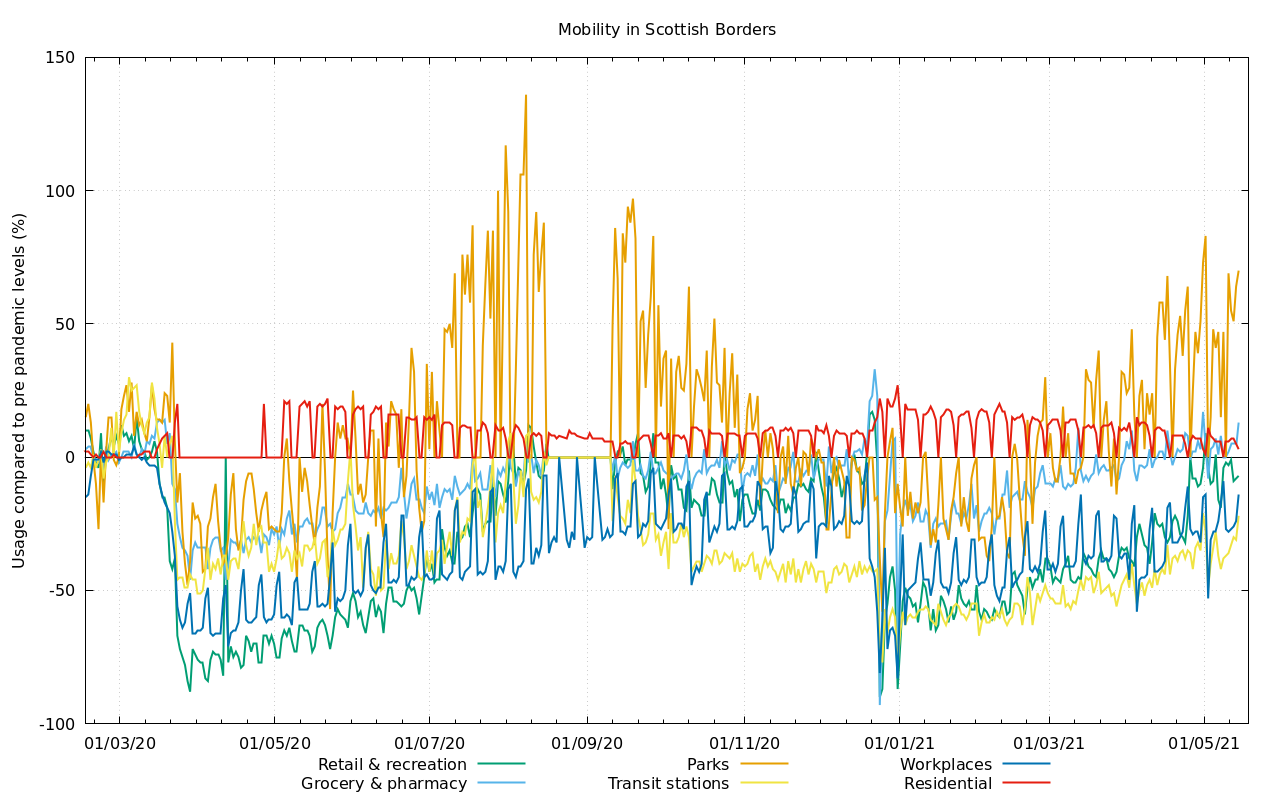 Mobility in Scottish Borders
Usage compared to pre pandemic levels (%)
150
100
50
0
-50
-100
01/03/20 01/05/20 01/07/20 01/09/20 01/11/20 01/01/21 01/03/21 01/05/21
Retail & recreation Parks Workplaces
Grocery & pharmacy Transit stations Residential